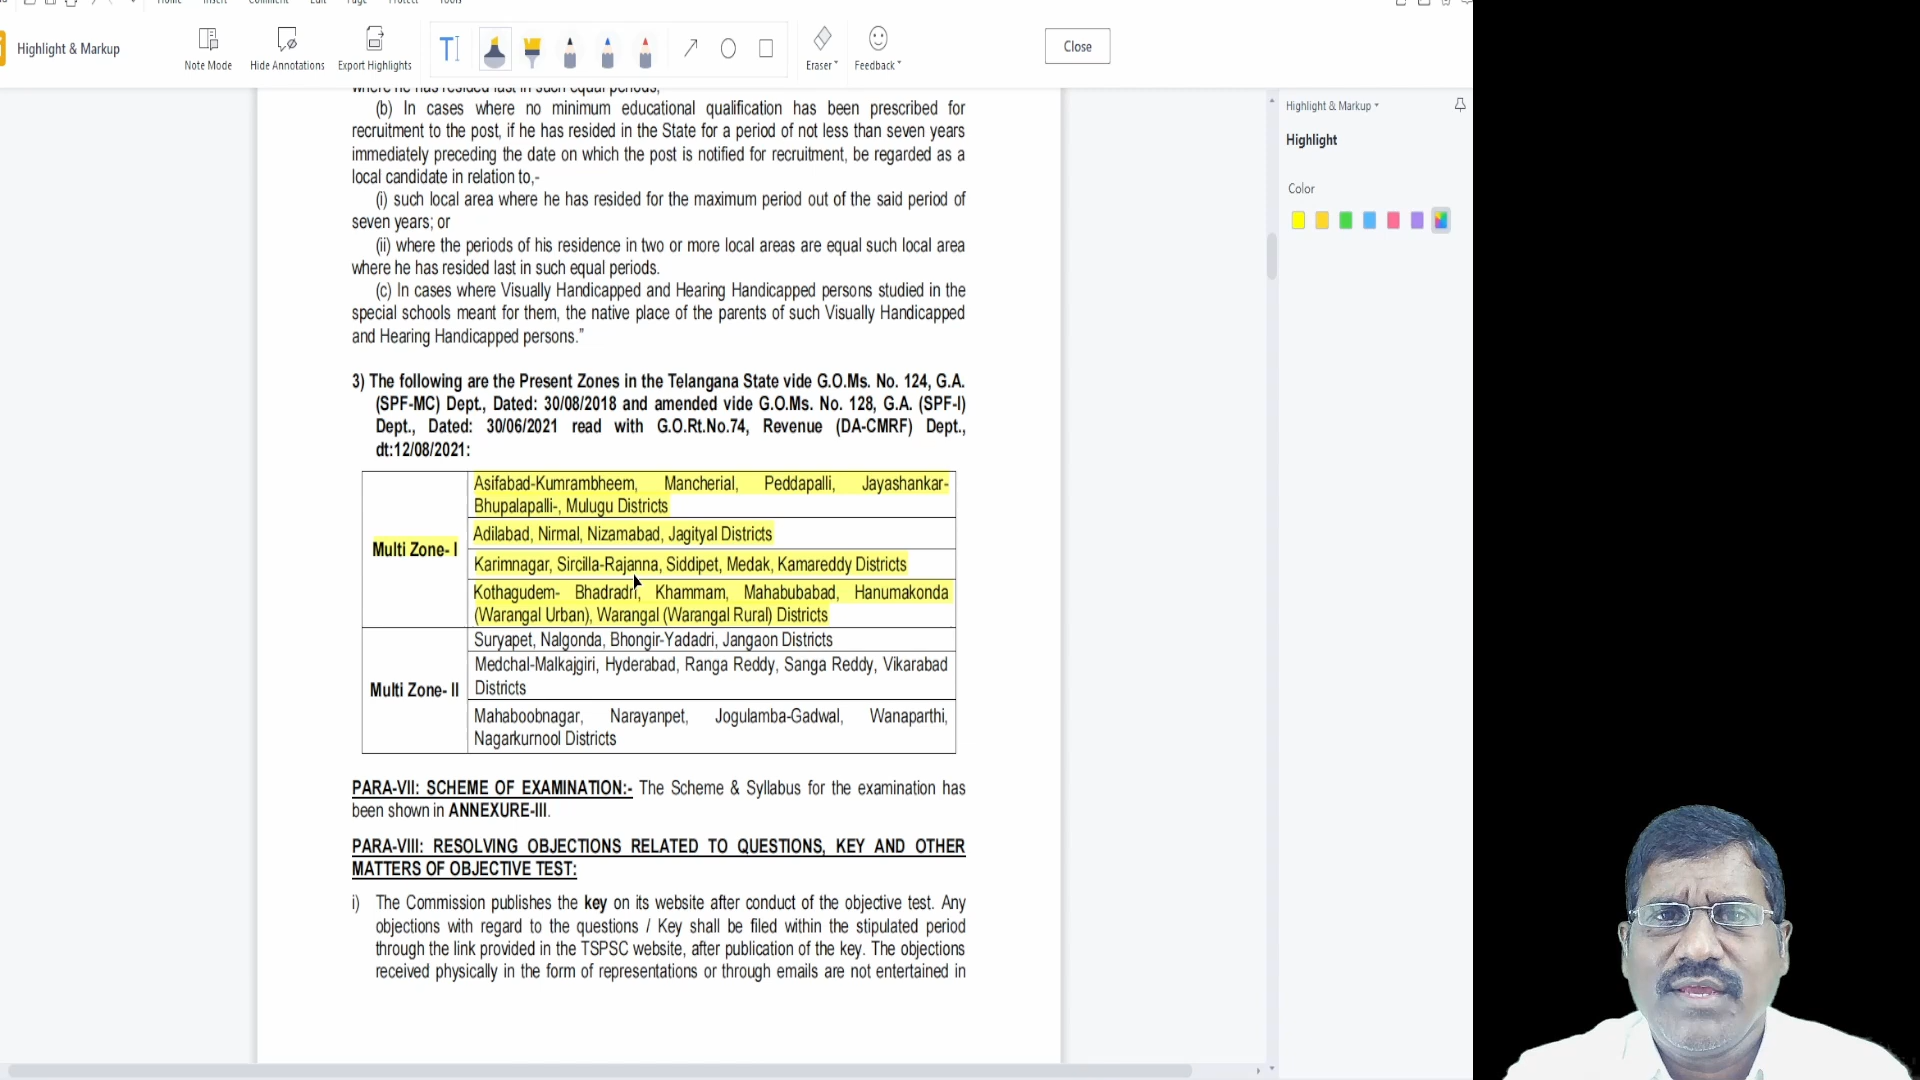 Highlight & Markup
Note Mode
Hide Annotations
Export Highlights
Eraser
Feedback
Close
Highlight & Markup
Highlight
Color
where he has resided last in such equal periods;
(b) In cases where no minimum educational qualification has been prescribed for
recruitment to the post, if he has resided in the State for a period of not less than seven years
immediately preceding the date on which the post is notified for recruitment, be regarded as a
local candidate in relation to,-
(i) such local area where he has resided for the maximum period out of the said period of
seven years; or
(ii) where the periods of his residence in two or more local areas are equal such local area
where he has resided last in such equal periods.
(c) In cases where Visually Handicapped and Hearing Handicapped persons studied in the
special schools meant for them, the native place of the parents of such Visually Handicapped
and Hearing Handicapped persons.”
3) The following are the Present Zones in the Telangana State vide G.O.Ms. No. 124, G.A.
(SPF-MC) Dept., Dated: 30/08/2018 and amended vide G.O.Ms. No. 128, G.A. (SPF-I)
Dept., Dated: 30/06/2021 read with G.O.Rt.No.74, Revenue (DA-CMRF) Dept.,
dt:12/08/2021:
Multi Zone- I
Asifabad-Kumrambheem, Mancherial, Peddapalli, Jayashankar-
Bhupalapalli-, Mulugu Districts
Adilabad, Nirmal, Nizamabad, Jagityal Districts
Karimnagar, Sircilla-Rajanna, Siddipet, Medak, Kamareddy Districts
Kothagudem- Bhadradri, Khammam, Mahabubabad, Hanumakonda
(Warangal Urban), Warangal (Warangal Rural) Districts
Multi Zone- II
Suryapet, Nalgonda, Bhongir-Yadadri, Jangaon Districts
Medchal-Malkajgiri, Hyderabad, Ranga Reddy, Sanga Reddy, Vikarabad
Districts
Mahaboobnagar, Narayanpet, Jogulamba-Gadwal, Wanaparthi,
Nagarkurnool Districts
PARA-VII: SCHEME OF EXAMINATION:- The Scheme & Syllabus for the examination has
been shown in ANNEXURE-III.
PARA-VIII: RESOLVING OBJECTIONS RELATED TO QUESTIONS, KEY AND OTHER
MATTERS OF OBJECTIVE TEST:
i) The Commission publishes the key on its website after conduct of the objective test. Any
objections with regard to the questions / Key shall be filed within the stipulated period
through the link provided in the TSPSC website, after publication of the key. The objections
received physically in the form of representations or through emails are not entertained in